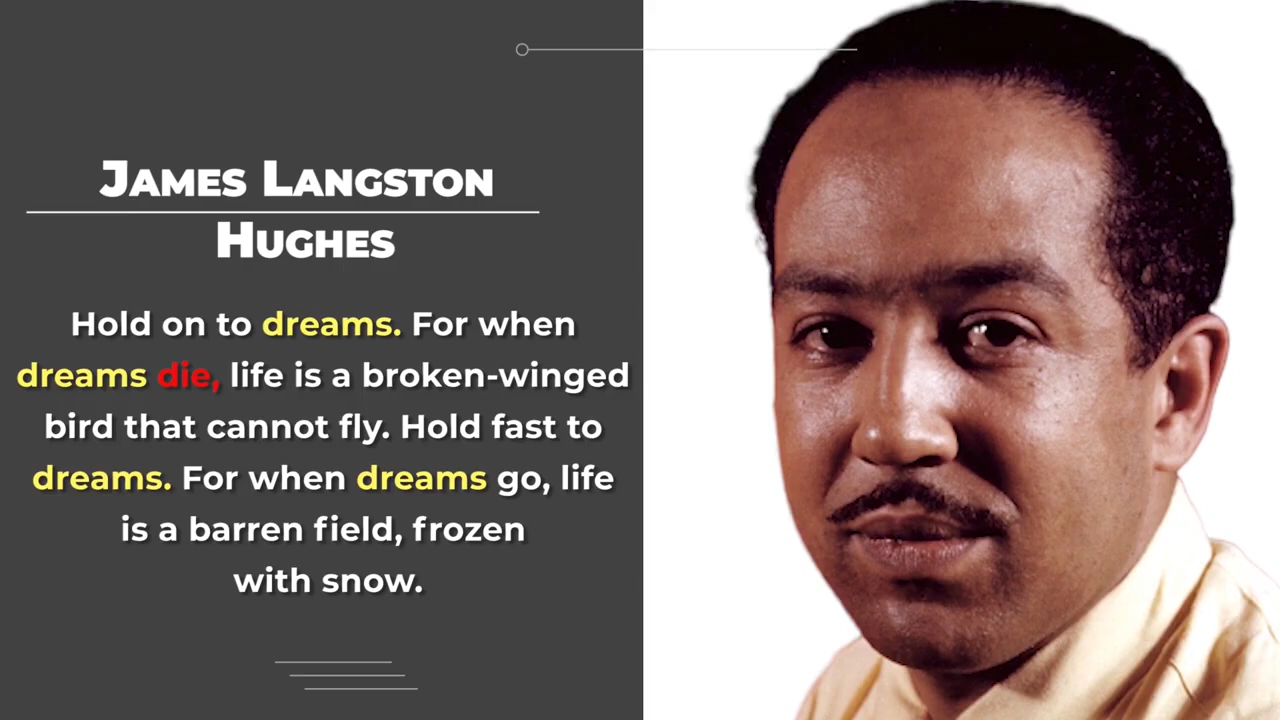 James Langston
Hughes
Hold on to dreams. For when
dreams die, life is a broken-winged
bird that cannot fly. Hold fast to
dreams. For when dreams go, life
is a barren field, frozen
with snow.